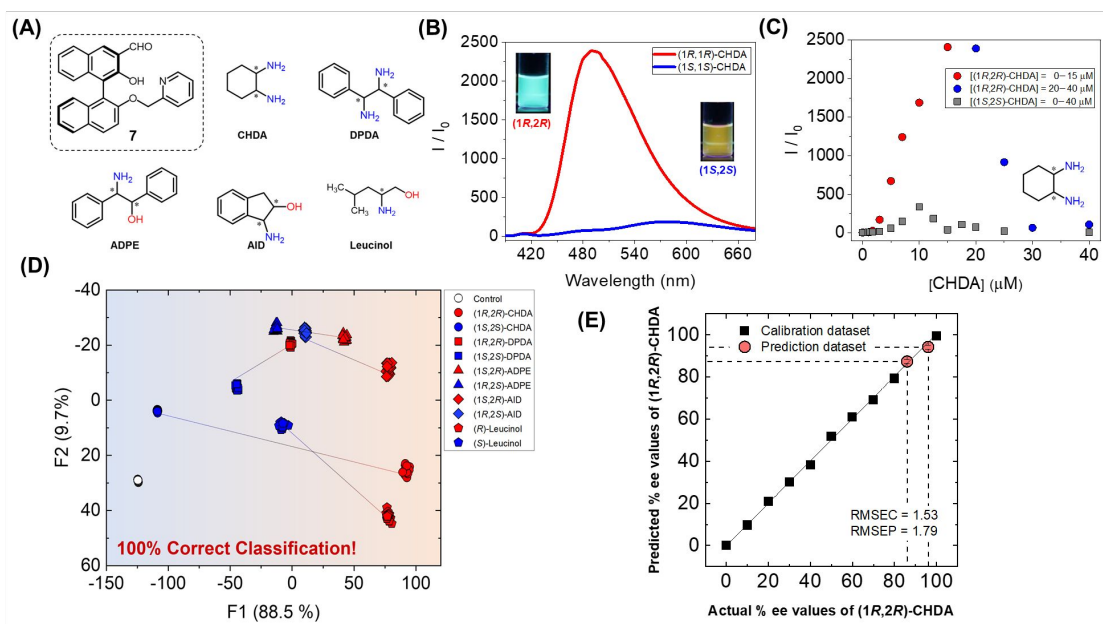 (A)
CHO
OH
O
N
7
NH2
NH2
CHDA
NH2
NH2
DPDA
NH2
OH
ADPE
OH
NH2
AID
CH3
H3C
OH
NH2
Leucinol
(B)
I / I0
2500
2000
1500
1000
500
0
420
480
540
600
660
Wavelength (nm)
(1R,1R)-CHDA
(1S,1S)-CHDA
(1R,2R)
(1S,2S)
(C)
I / I0
2500
2000
1500
1000
500
0
0
10
20
30
40
[CHDA] (μM)
[(1R,2R)-CHDA] = 0–15 μM
[(1R,2R)-CHDA] = 20–40 μM
[(1S,2S)-CHDA] = 0–40 μM
NH2
NH2
(D)
F2 (9.7%)
-40
-20
0
20
40
60
-150
-100
-50
0
50
100
F1 (88.5 %)
100% Correct Classification!
Control
(1R,2R)-CHDA
(1S,2S)-CHDA
(1R,2R)-DPDA
(1S,2S)-DPDA
(1S,2R)-ADPE
(1R,2S)-ADPE
(1S,2R)-AID
(1R,2S)-AID
(R)-Leucinol
(S)-Leucinol
(E)
Predicted % ee values of (1R,2R)-CHDA
100
80
60
40
20
0
0
20
40
60
80
100
Actual % ee values of (1R,2R)-CHDA
Calibration dataset
Prediction dataset
RMSEC = 1.53
RMSEP = 1.79